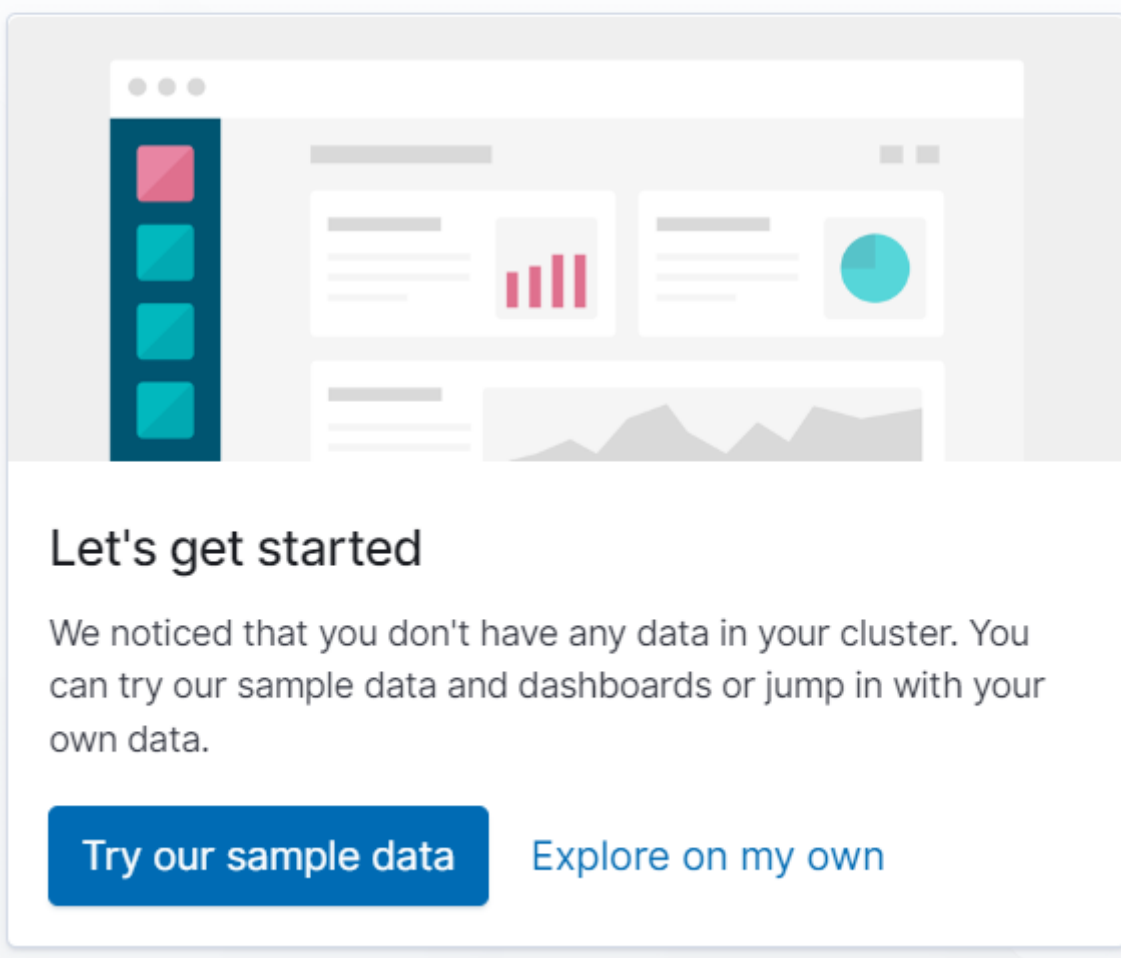 Let's get started
We noticed that you don't have any data in your cluster. You
can try our sample data and dashboards or jump in with your
own data.
Try our sample data
Explore on my own